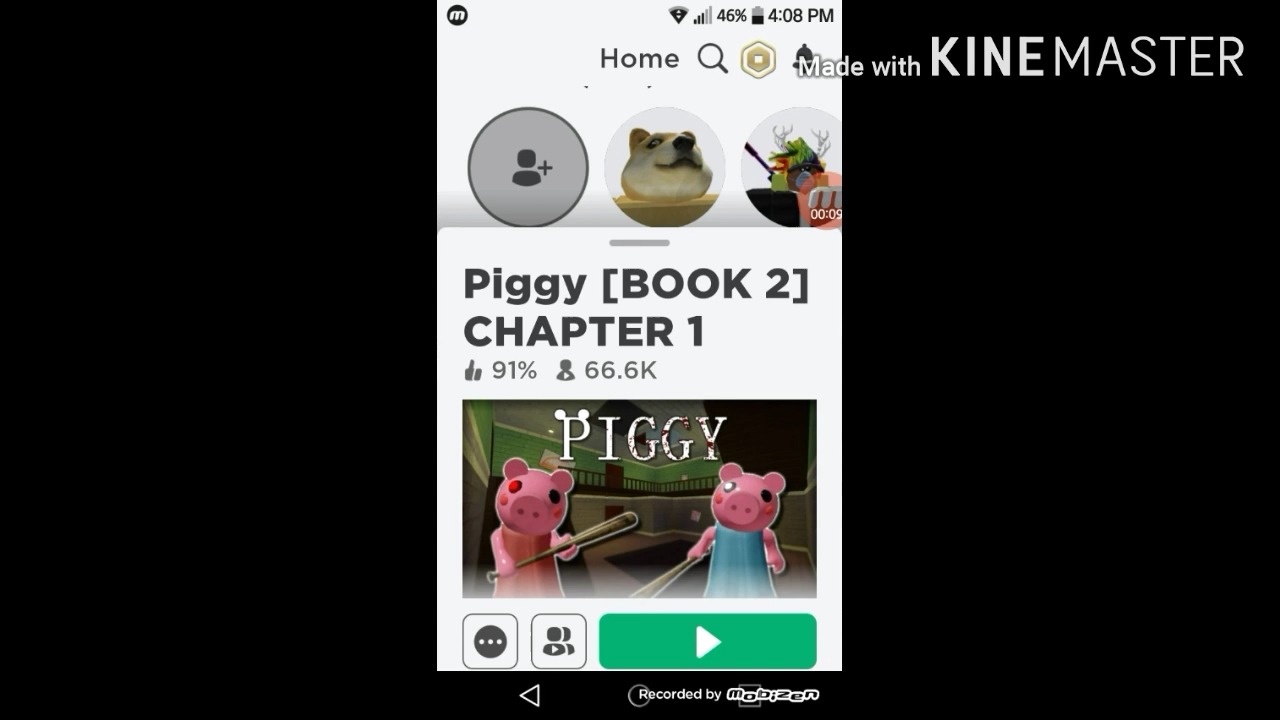 46% 4:08 PM
Home
Made with KINEMASTER
00:09
Piggy [BOOK 2]
CHAPTER 1
91% 66.6K
PIGGY
Recorded by Mobizen